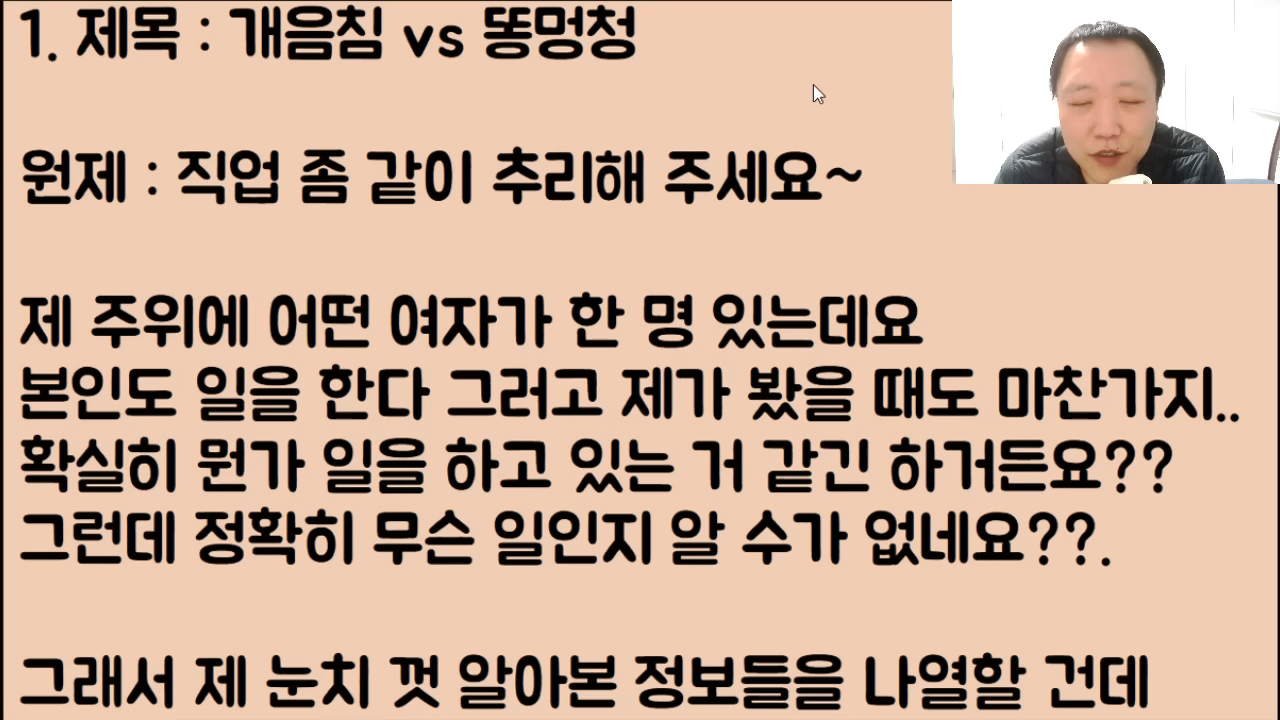 1. 제목 : 개음침 vs 똥멍청
원제 : 직업 좀 같이 추리해 주세요~
제 주위에 어떤 여자가 한 명 있는데요
본인도 일을 한다 그러고 제가 봤을 때도 마찬가지..
확실히 뭔가 일을 하고 있는 거 같긴 하거든요??
그런데 정확히 무슨 일인지 알 수가 없네요??.
그래서 제 눈치 껏 알아본 정보들을 나열할 건데